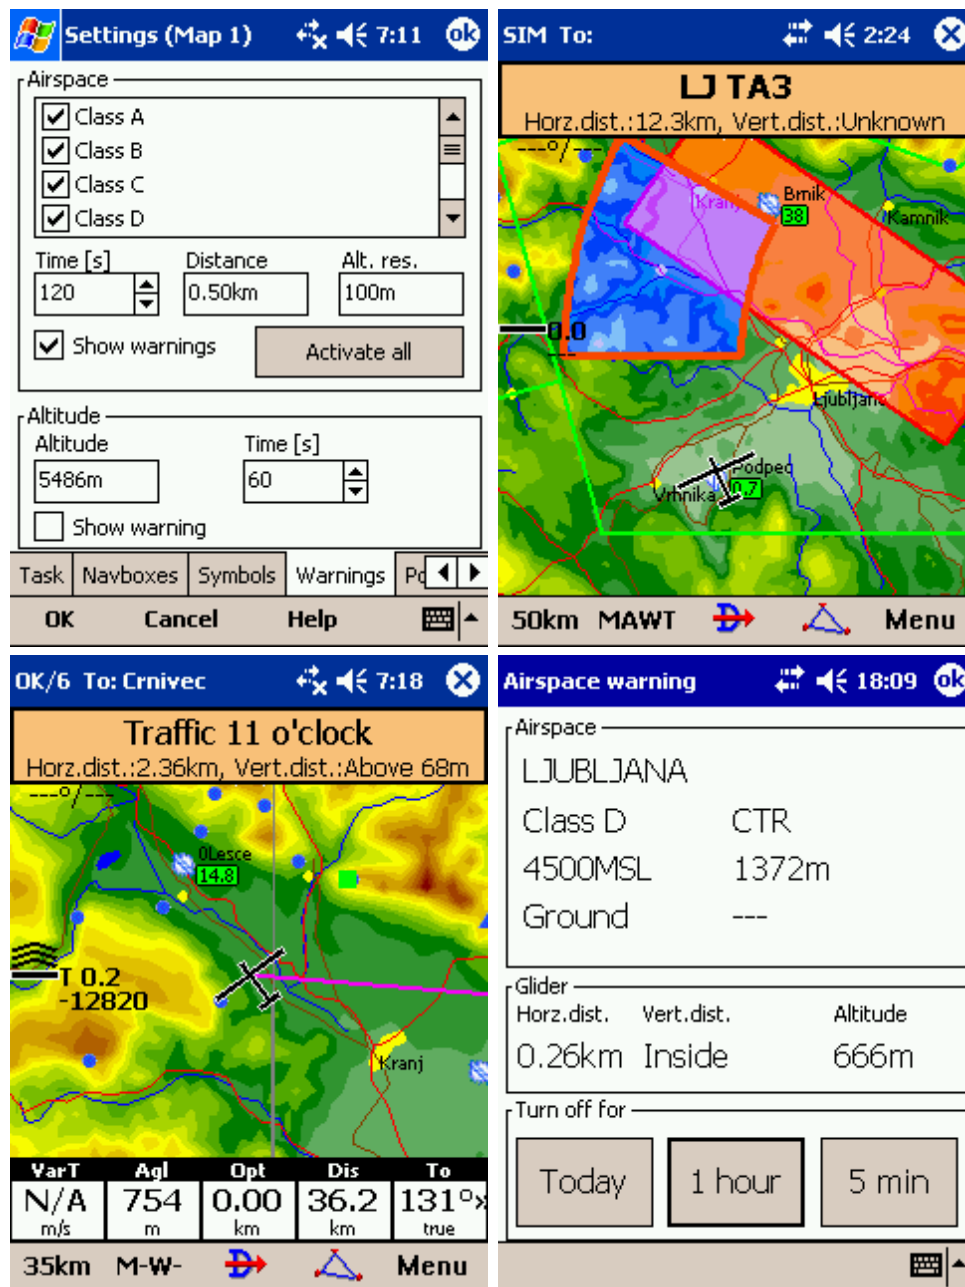 Settings (Map 1) 7:11 ok
Airspace
Class A
Class B
Class C
Class D
Time [s] Distance Alt. res.
120 0.50km 100m
Show warnings Activate all
Altitude
Altitude Time [s]
5486m 60
Show warning
Task Navboxes Symbols Warnings
OK Cancel Help
SIM To: 2:24
LJ TA3
Horz.dist.:12.3km, Vert.dist.:Unknown
---°/---
Kranj Brnik
38
Kamnik
0.0
---
Ljubljana
Podpeč
Vrhnika 0.7
50km MAWT Menu
OK/6 To: Crnivec 7:18
Traffic 11 o'clock
Horz.dist.:2.36km, Vert.dist.:Above 68m
---°/---
0Lesce
14.8
T 0.2
-12820
Kranj
VarT Agl Opt Dis To
N/A 754 0.00 36.2 131°»
m/s m km km true
35km M-W- Menu
Airspace warning 18:09 ok
Airspace
LJUBLJANA
Class D CTR
4500MSL 1372m
Ground ---
Glider
Horz.dist. Vert.dist. Altitude
0.26km Inside 666m
Turn off for
Today 1 hour 5 min